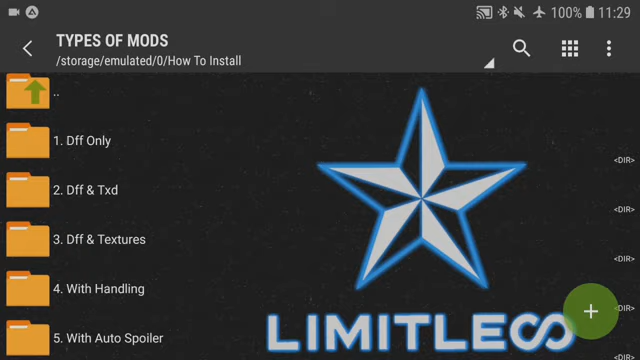 100% 11:29
TYPES OF MODS
/storage/emulated/0/How To Install
..
1. Dff Only
<DIR>
2. Dff & Txd
<DIR>
3. Dff & Textures
<DIR>
4. With Handling
<DIR>
5. With Auto Spoiler
<DIR>
LIMITLESS